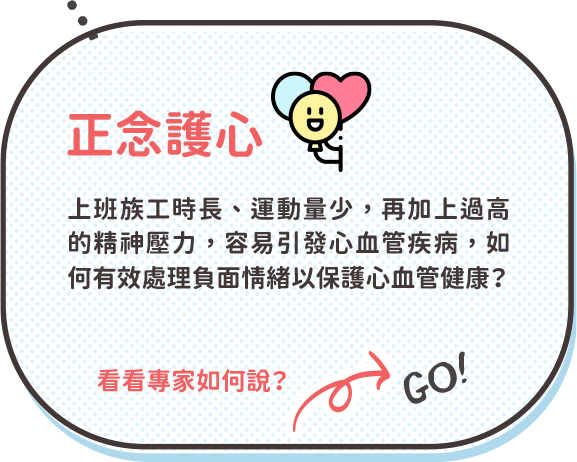 正念護心
上班族工時長、運動量少，再加上過高
的精神壓力，容易引發心血管疾病，如
何有效處理負面情緒以保護心血管健康？
看看專家如何說？
GO!